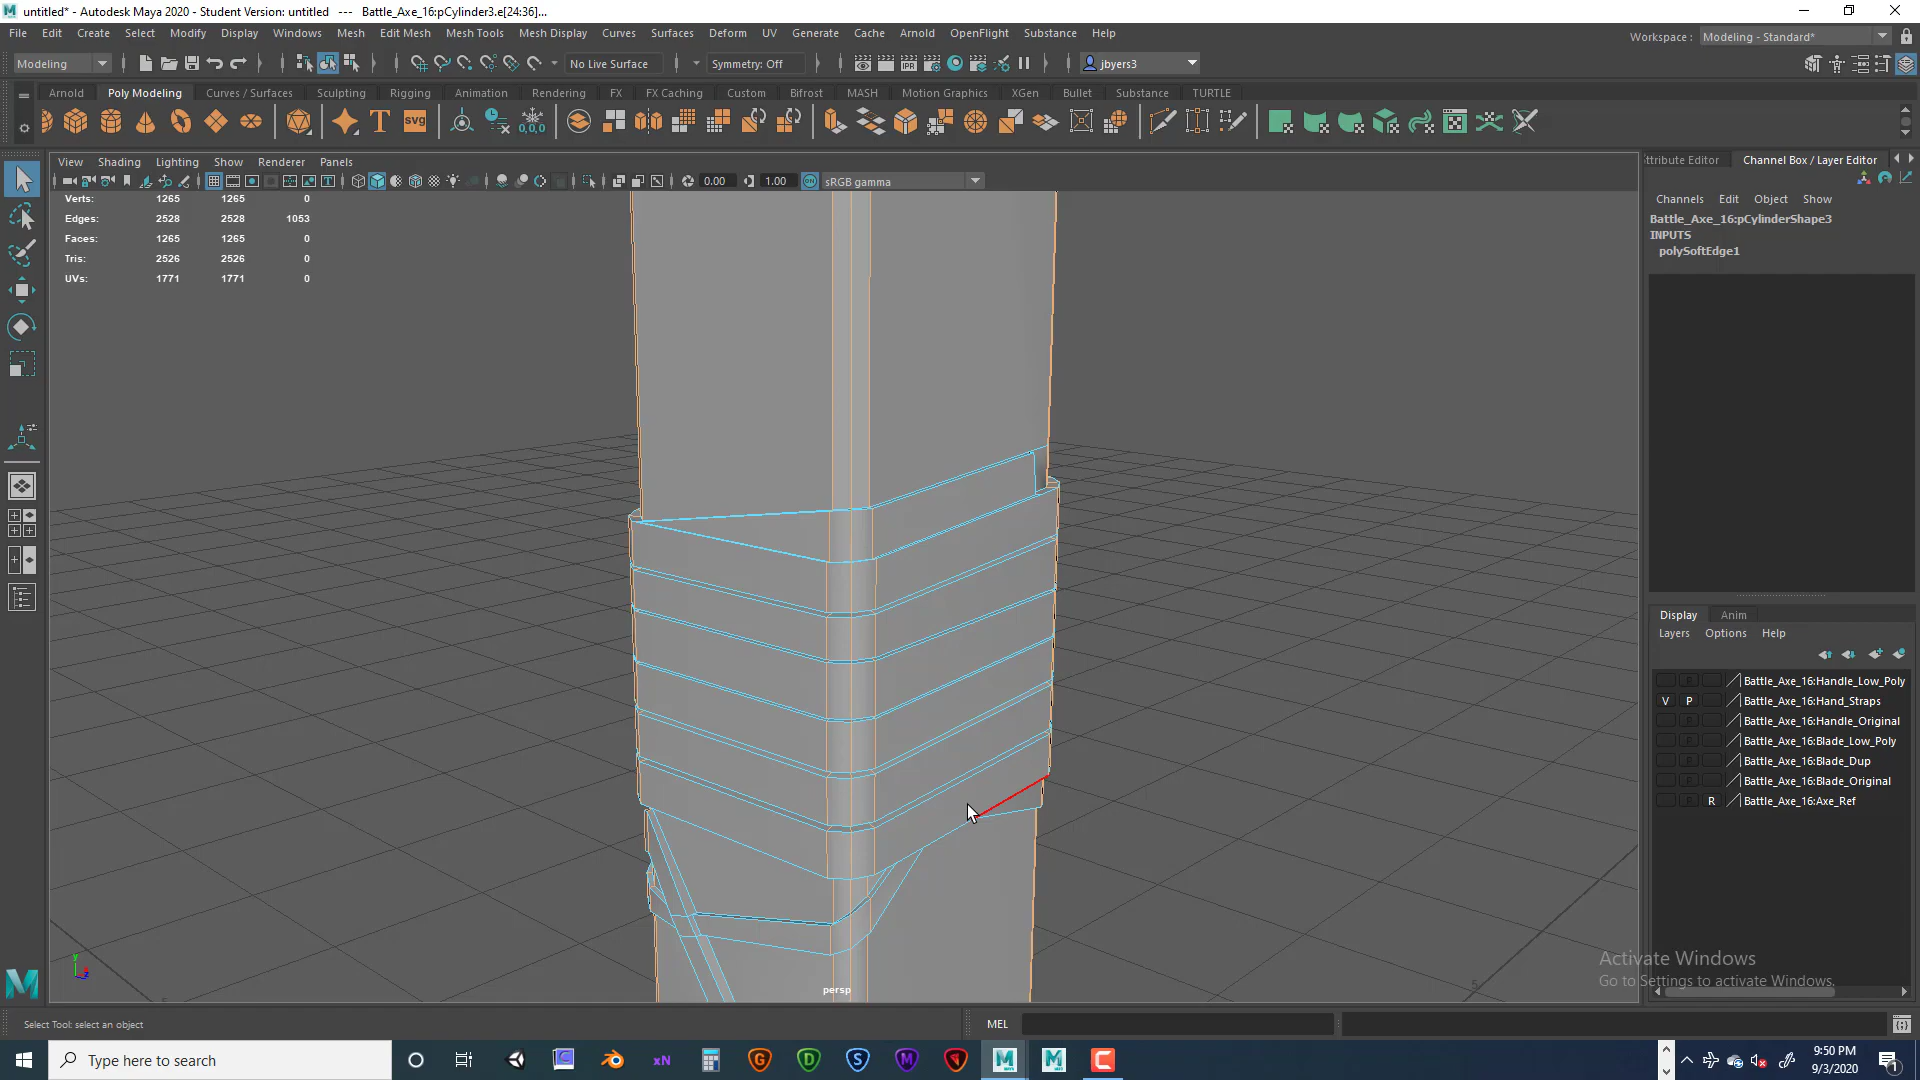 untitled* - Autodesk Maya 2020 - Student Version: untitled --- Battle_Axe_16:pCylinder3.e[24:36]...
File Edit Create Select Modify Display Windows Mesh Edit Mesh Mesh Tools Mesh Display Curves Surfaces Deform UV Generate Cache Arnold OpenFlight Substance Help
Workspace : Modeling - Standard*
Modeling No Live Surface Symmetry: Off jbyers3
Arnold Poly Modeling Curves / Surfaces Sculpting Rigging Animation Rendering FX FX Caching Custom Bifrost MASH Motion Graphics XGen Bullet Substance TURTLE
SVG 0,0,0
View Shading Lighting Show Renderer Panels
0.00 1.00 sRGB gamma
Verts: 1265 1265 0
Edges: 2528 2528 1053
Faces: 1265 1265 0
Tris: 2526 2526 0
UVs: 1771 1771 0
persp
ttribute Editor Channel Box / Layer Editor
Channels Edit Object Show
Battle_Axe_16:pCylinderShape3
INPUTS
polySoftEdge1
Display Anim
Layers Options Help
Battle_Axe_16:Handle_Low_Poly
V P Battle_Axe_16:Hand_Straps
Battle_Axe_16:Handle_Original
Battle_Axe_16:Blade_Low_Poly
Battle_Axe_16:Blade_Dup
Battle_Axe_16:Blade_Original
R Battle_Axe_16:Axe_Ref
Activate Windows
Go to Settings to activate Windows.
Select Tool: select an object
MEL
Type here to search
9:50 PM
9/3/2020